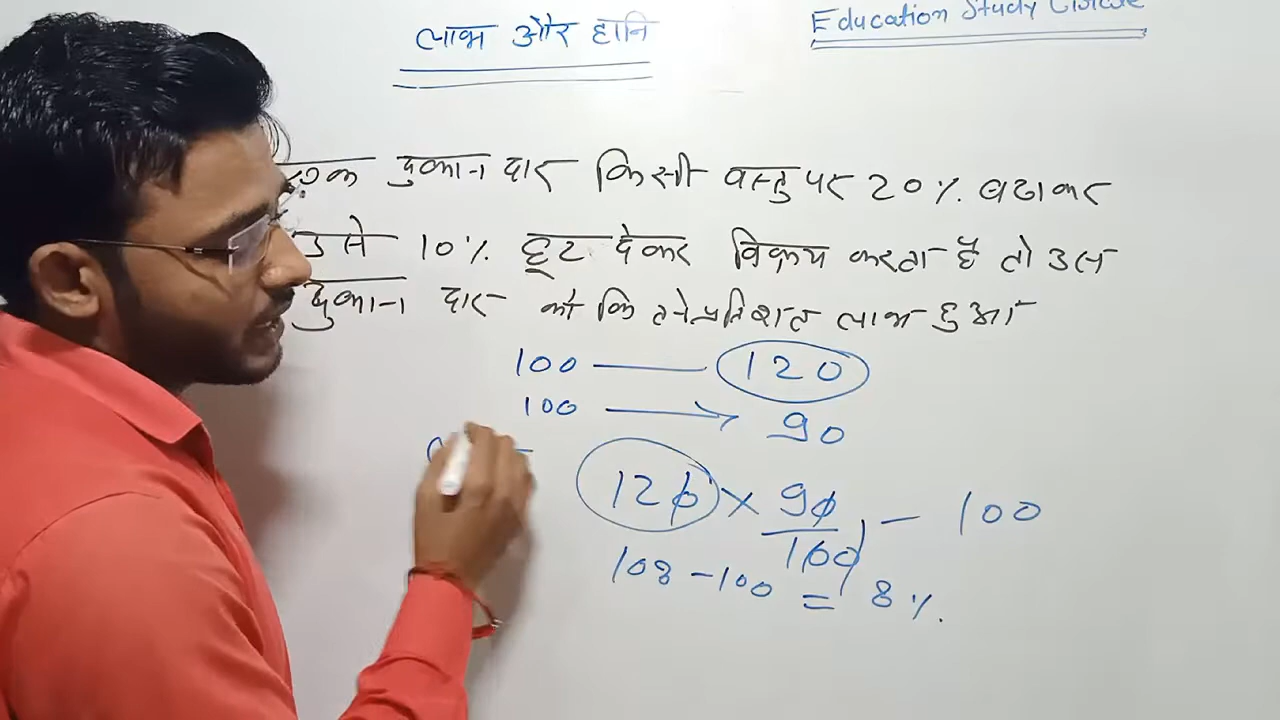 लाभ और हानि
Education Study
एक दुकान दार किसी वस्तु पर 20% बढाकर
उसे 10% छूट देकर विक्रय करता है तो उस
दुकान दार को कितने प्रतिशत लाभ हुआ
100 — 120
100 → 90
120 × 90/100 − 100
108 − 100 = 8%.